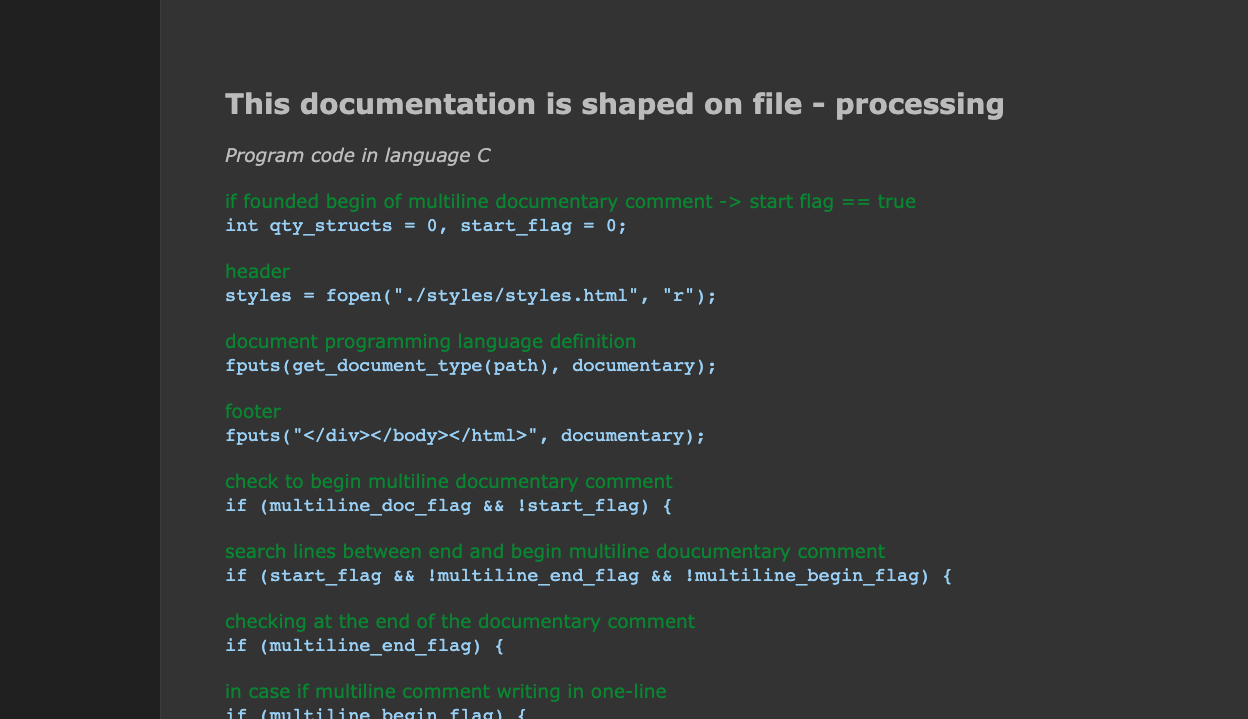 This documentation is shaped on file - processing
Program code in language C
if founded begin of multiline documentary comment -> start flag == true
int qty_structs = 0, start_flag = 0;
header
styles = fopen("./styles/styles.html", "r");
document programming language definition
fputs(get_document_type(path), documentary);
footer
fputs("</div></body></html>", documentary);
check to begin multiline documentary comment
if (multiline_doc_flag && !start_flag) {
search lines between end and begin multiline doucumentary comment
if (start_flag && !multiline_end_flag && !multiline_begin_flag) {
checking at the end of the documentary comment
if (multiline_end_flag) {
in case if multiline comment writing in one-line
if (multiline_begin_flag) {